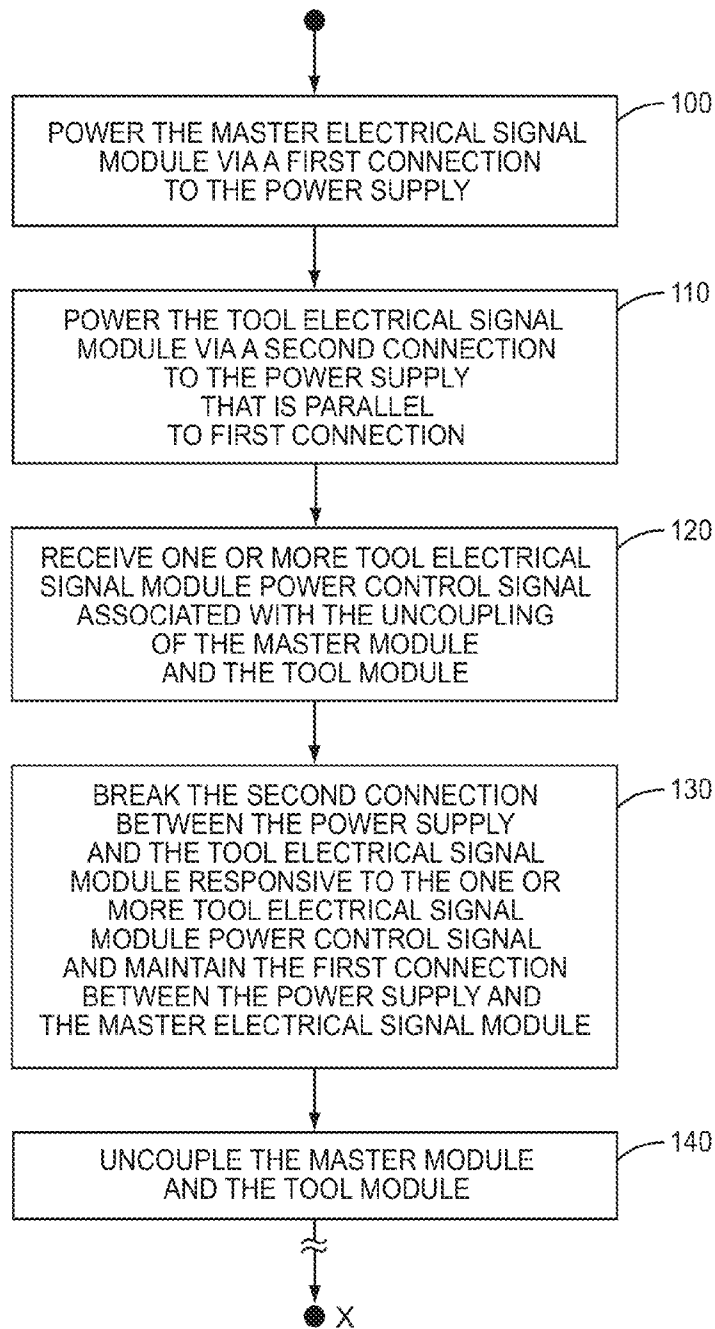 100
POWER THE MASTER ELECTRICAL SIGNAL
MODULE VIA A FIRST CONNECTION
TO THE POWER SUPPLY
110
POWER THE TOOL ELECTRICAL SIGNAL
MODULE VIA A SECOND CONNECTION
TO THE POWER SUPPLY
THAT IS PARALLEL
TO FIRST CONNECTION
120
RECEIVE ONE OR MORE TOOL ELECTRICAL
SIGNAL MODULE POWER CONTROL SIGNAL
ASSOCIATED WITH THE UNCOUPLING
OF THE MASTER MODULE
AND THE TOOL MODULE
130
BREAK THE SECOND CONNECTION
BETWEEN THE POWER SUPPLY
AND THE TOOL ELECTRICAL SIGNAL
MODULE RESPONSIVE TO THE ONE OR
MORE TOOL ELECTRICAL SIGNAL
MODULE POWER CONTROL SIGNAL
AND MAINTAIN THE FIRST CONNECTION
BETWEEN THE POWER SUPPLY AND
THE MASTER ELECTRICAL SIGNAL MODULE
140
UNCOUPLE THE MASTER MODULE
AND THE TOOL MODULE
X